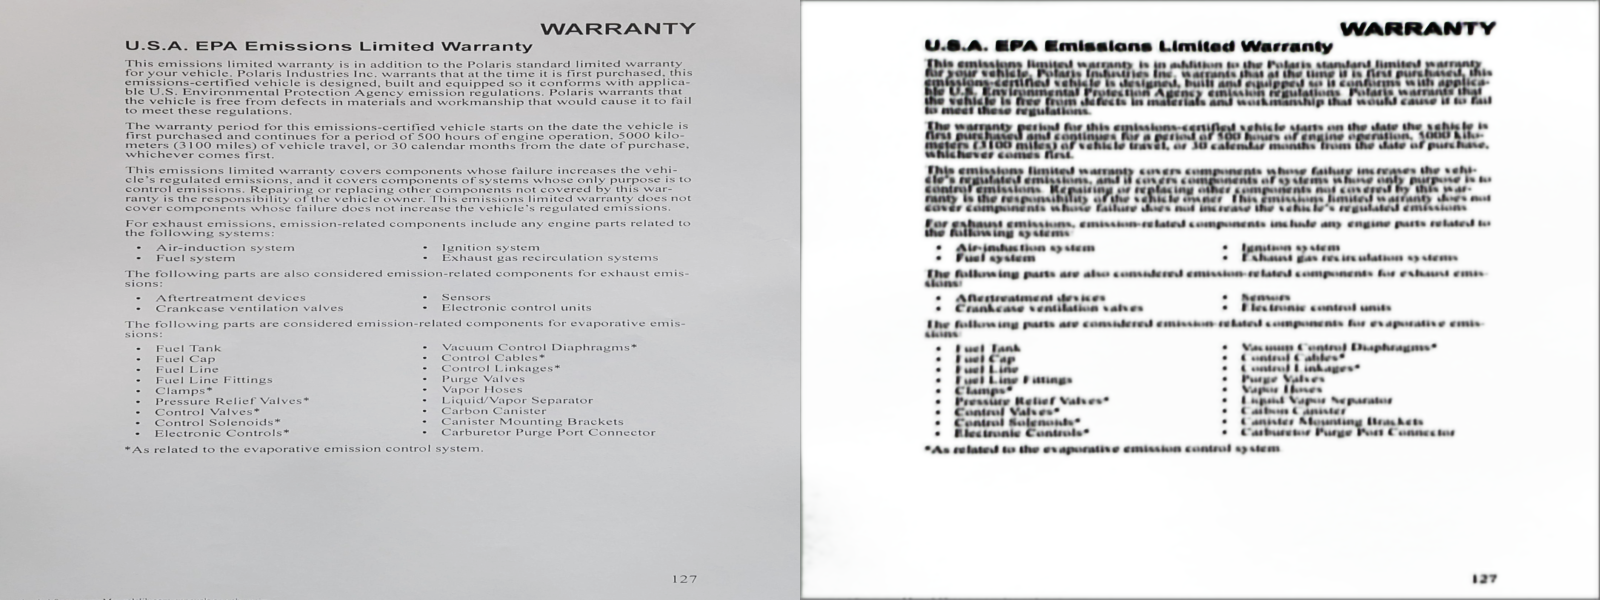 WARRANTY
U.S.A. EPA Emissions Limited Warranty
This emissions limited warranty is in addition to the Polaris standard limited warranty
for your vehicle. Polaris Industries Inc. warrants that at the time it is first purchased, this
emissions-certified vehicle is designed, built and equipped so it conforms with applica-
ble U.S. Environmental Protection Agency emission regulations. Polaris warrants that
the vehicle is free from defects in materials and workmanship that would cause it to fail
to meet these regulations.
The warranty period for this emissions-certified vehicle starts on the date the vehicle is
first purchased and continues for a period of 500 hours of engine operation, 5000 kilo-
meters (3100 miles) of vehicle travel, or 30 calendar months from the date of purchase,
whichever comes first.
This emissions limited warranty covers components whose failure increases the vehi-
cle's regulated emissions, and it covers components of systems whose only purpose is to
control emissions. Repairing or replacing other components not covered by this war-
ranty is the responsibility of the vehicle owner. This emissions limited warranty does not
cover components whose failure does not increase the vehicle's regulated emissions.
For exhaust emissions, emission-related components include any engine parts related to
the following systems:
• Air-induction system
• Fuel system
• Ignition system
• Exhaust gas recirculation systems
The following parts are also considered emission-related components for exhaust emis-
sions:
• Aftertreatment devices
• Crankcase ventilation valves
• Sensors
• Electronic control units
The following parts are considered emission-related components for evaporative emis-
sions:
• Fuel Tank
• Fuel Cap
• Fuel Line
• Fuel Line Fittings
• Clamps*
• Pressure Relief Valves*
• Control Valves*
• Control Solenoids*
• Electronic Controls*
• Vacuum Control Diaphragms*
• Control Cables*
• Control Linkages*
• Purge Valves
• Vapor Hoses
• Liquid/Vapor Separator
• Carbon Canister
• Canister Mounting Brackets
• Carburetor Purge Port Connector
*As related to the evaporative emission control system.
127
WARRANTY
U.S.A. EPA Emissions Limited Warranty
This emissions limited warranty is in addition to the Polaris standard limited warranty
for your vehicle. Polaris Industries Inc. warrants that at the time it is first purchased, this
emissions-certified vehicle is designed, built and equipped so it conforms with applica-
ble U.S. Environmental Protection Agency emission regulations. Polaris warrants that
the vehicle is free from defects in materials and workmanship that would cause it to fail
to meet these regulations.
The warranty period for this emissions-certified vehicle starts on the date the vehicle is
first purchased and continues for a period of 500 hours of engine operation, 5000 kilo-
meters (3100 miles) of vehicle travel, or 30 calendar months from the date of purchase,
whichever comes first.
This emissions limited warranty covers components whose failure increases the vehi-
cle's regulated emissions, and it covers components of systems whose only purpose is to
control emissions. Repairing or replacing other components not covered by this war-
ranty is the responsibility of the vehicle owner. This emissions limited warranty does not
cover components whose failure does not increase the vehicle's regulated emissions
For exhaust emissions, emission-related components include any engine parts related to
the following systems:
• Air-induction system
• Fuel system
• Ignition system
• Exhaust gas recirculation systems
The following parts are also considered emission-related components for exhaust emis-
sions:
• Aftertreatment devices
• Crankcase ventilation valves
• Sensors
• Electronic control units
The following parts are considered emission-related components for evaporative emis-
sions:
• Fuel Tank
• Fuel Cap
• Fuel Line
• Fuel Line Fittings
• Clamps*
• Pressure Relief Valves*
• Control Valves*
• Control Solenoids*
• Electronic Controls*
• Vacuum Control Diaphragms*
• Control Cables*
• Control Linkages*
• Purge Valves
• Vapor Hoses
• Liquid Vapor Separator
• Carbon Canister
• Canister Mounting Brackets
• Carburetor Purge Port Connector
*As related to the evaporative emission control system
127